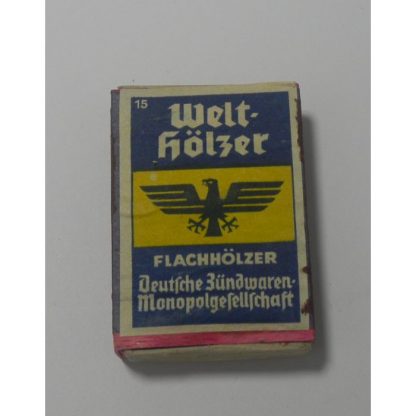 15
Welt-
Hölzer
FLACHHÖLZER
Deutsche Zündwaren-
Monopolgesellschaft